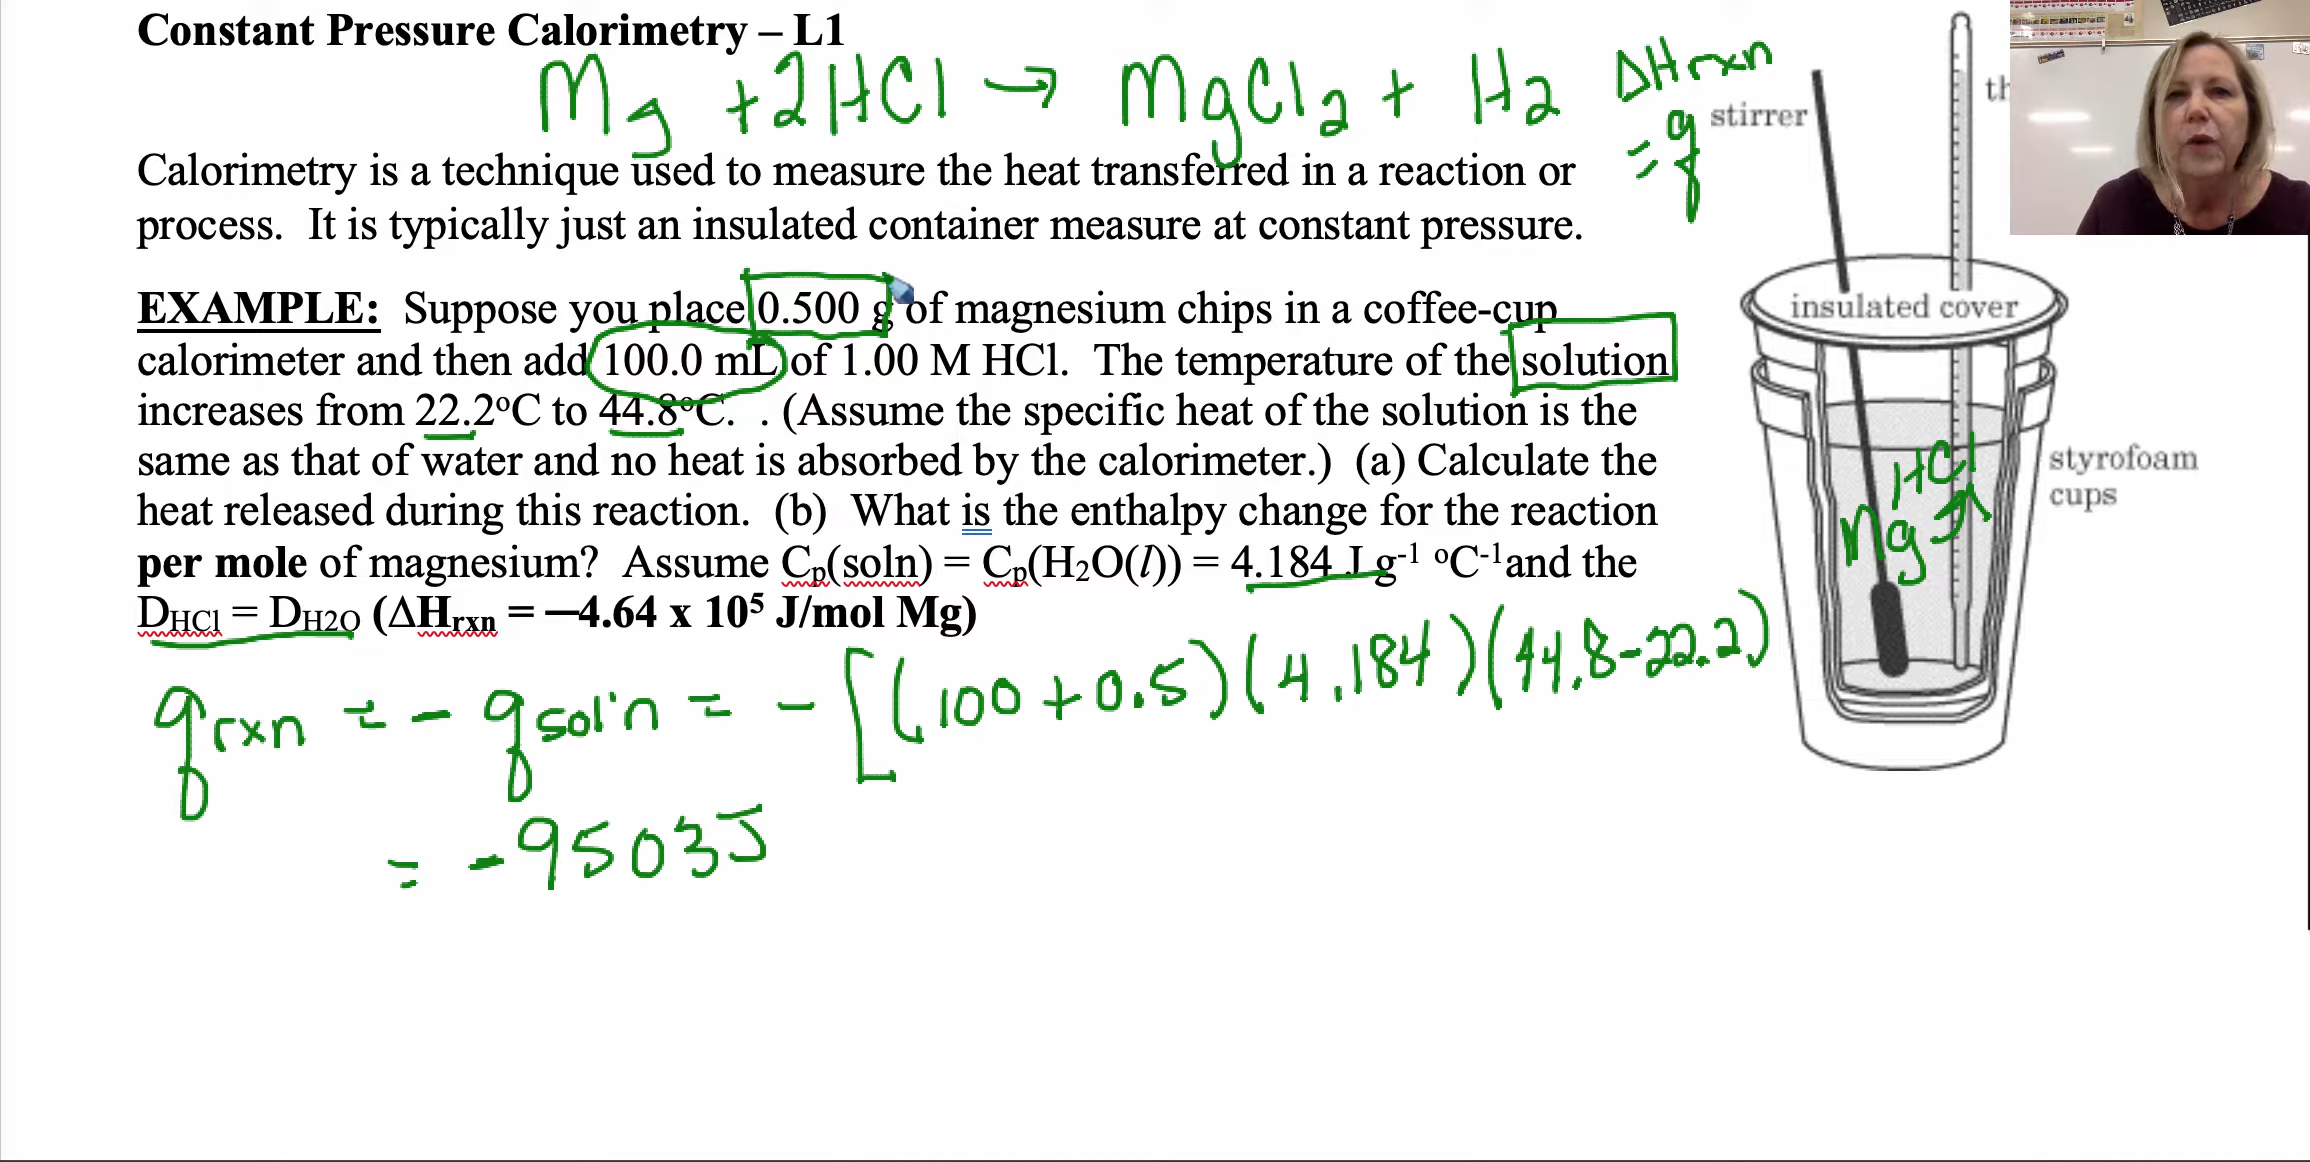 Constant Pressure Calorimetry – L1
Mg + 2HCl → MgCl₂ + H₂ ΔHrxn
= q
Calorimetry is a technique used to measure the heat transferred in a reaction or
process. It is typically just an insulated container measure at constant pressure.
EXAMPLE: Suppose you place 0.500 g of magnesium chips in a coffee-cup
calorimeter and then add 100.0 mL of 1.00 M HCl. The temperature of the solution
increases from 22.2°C to 44.8°C. . (Assume the specific heat of the solution is the
same as that of water and no heat is absorbed by the calorimeter.) (a) Calculate the
heat released during this reaction. (b) What is the enthalpy change for the reaction
per mole of magnesium? Assume Cp(soln) = Cp(H₂O(l)) = 4.184 J g⁻¹ °C⁻¹and the
DHCl = DH2O (ΔHrxn = —4.64 x 10⁵ J/mol Mg)
qrxn = - qsol'n = - [(100 + 0.5)(4.184)(44.8-22.2)
= -9503J
stirrer
insulated cover
HCl
Mg
styrofoam
cups